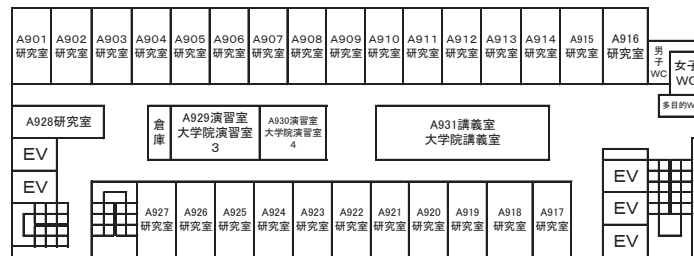 A901
研究室
A902
研究室
A903
研究室
A904
研究室
A905
研究室
A906
研究室
A907
研究室
A908
研究室
A909
研究室
A910
研究室
A911
研究室
A912
研究室
A913
研究室
A914
研究室
A915
研究室
A916
研究室
男
子
WC
女子
WC
多目的W
A928研究室
倉
庫
A929演習室
大学院演習室
3
A930演習室
大学院演習室
4
A931講義室
大学院講義室
EV
EV
EV
EV
EV
A927
研究室
A926
研究室
A925
研究室
A924
研究室
A923
研究室
A922
研究室
A921
研究室
A920
研究室
A919
研究室
A918
研究室
A917
研究室